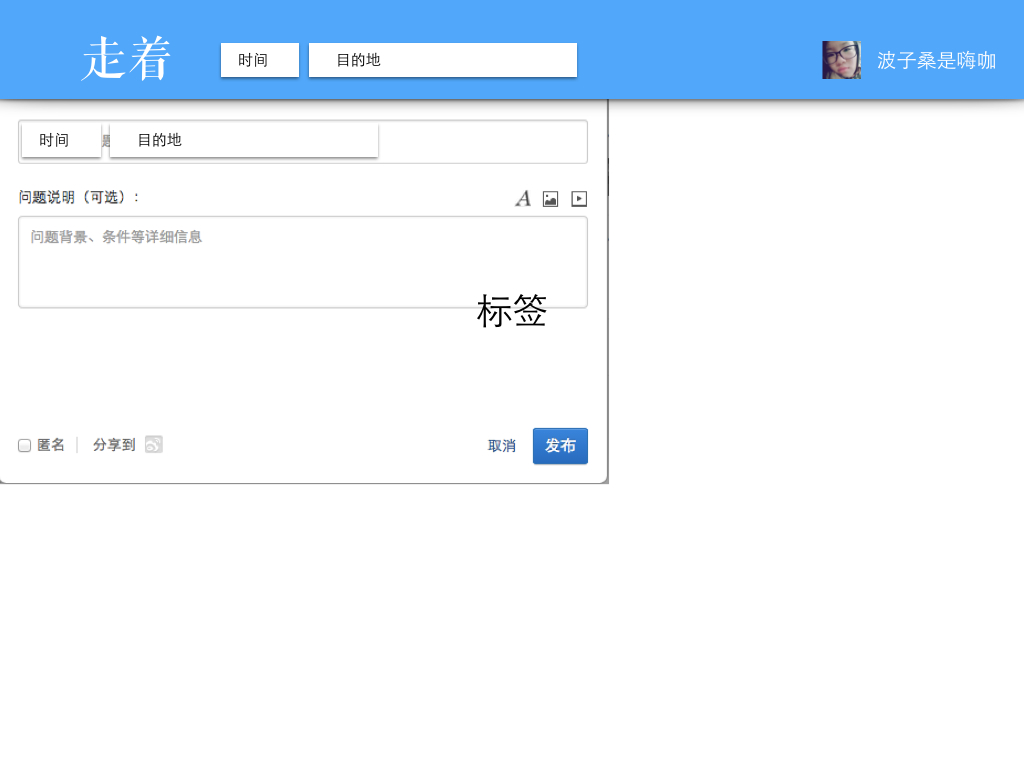 走着 时间 目的地 波子桑是嗨咖
时间 目的地
问题说明（可选）: A
问题背景、条件等详细信息
标签
匿名 分享到 取消 发布